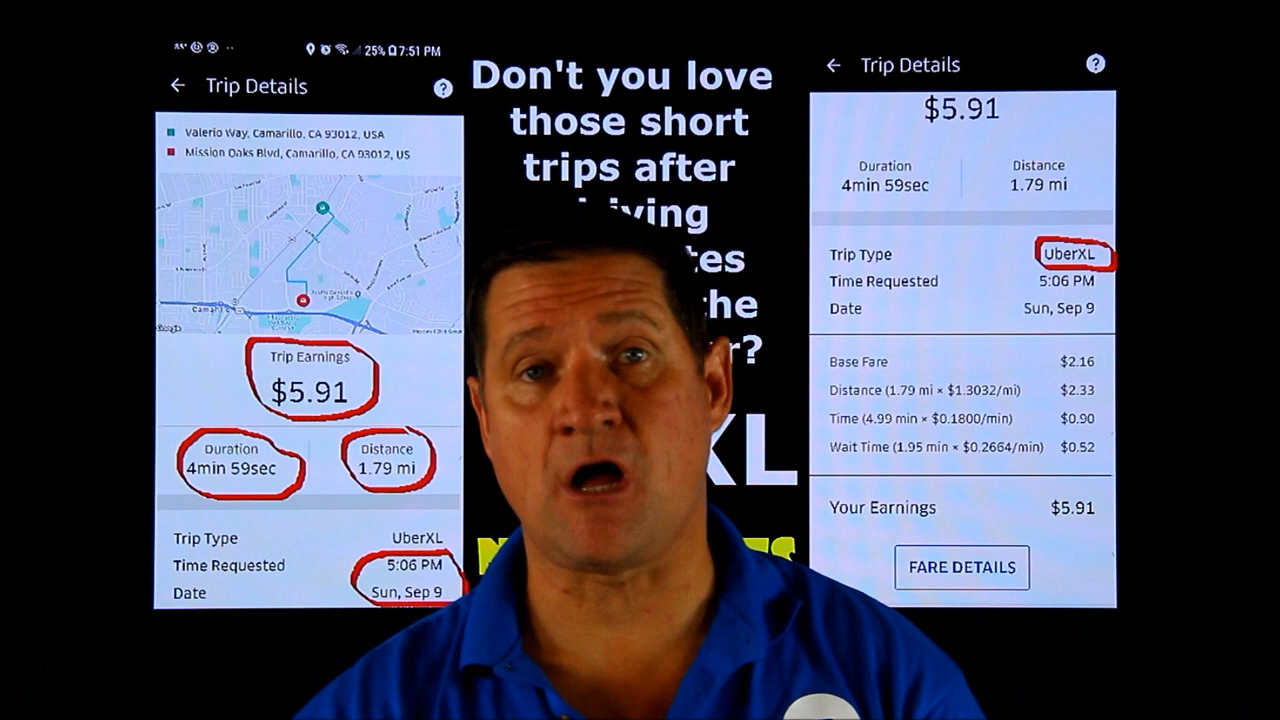 25% 7:51 PM
Trip Details
Valerio Way, Camarillo, CA 93012, USA
Mission Oaks Blvd, Camarillo, CA 93012, US
Google
Trip Earnings
$5.91
Duration
4min 59sec
Distance
1.79 mi
Trip Type UberXL
Time Requested 5:06 PM
Date Sun, Sep 9
Don't you love
those short
trips after
XL
Trip Details
$5.91
Duration
4min 59sec
Distance
1.79 mi
Trip Type UberXL
Time Requested 5:06 PM
Date Sun, Sep 9
Base Fare $2.16
Distance (1.79 mi × $1.3032/mi) $2.33
Time (4.99 min × $0.1800/min) $0.90
Wait Time (1.95 min × $0.2664/min) $0.52
Your Earnings $5.91
FARE DETAILS